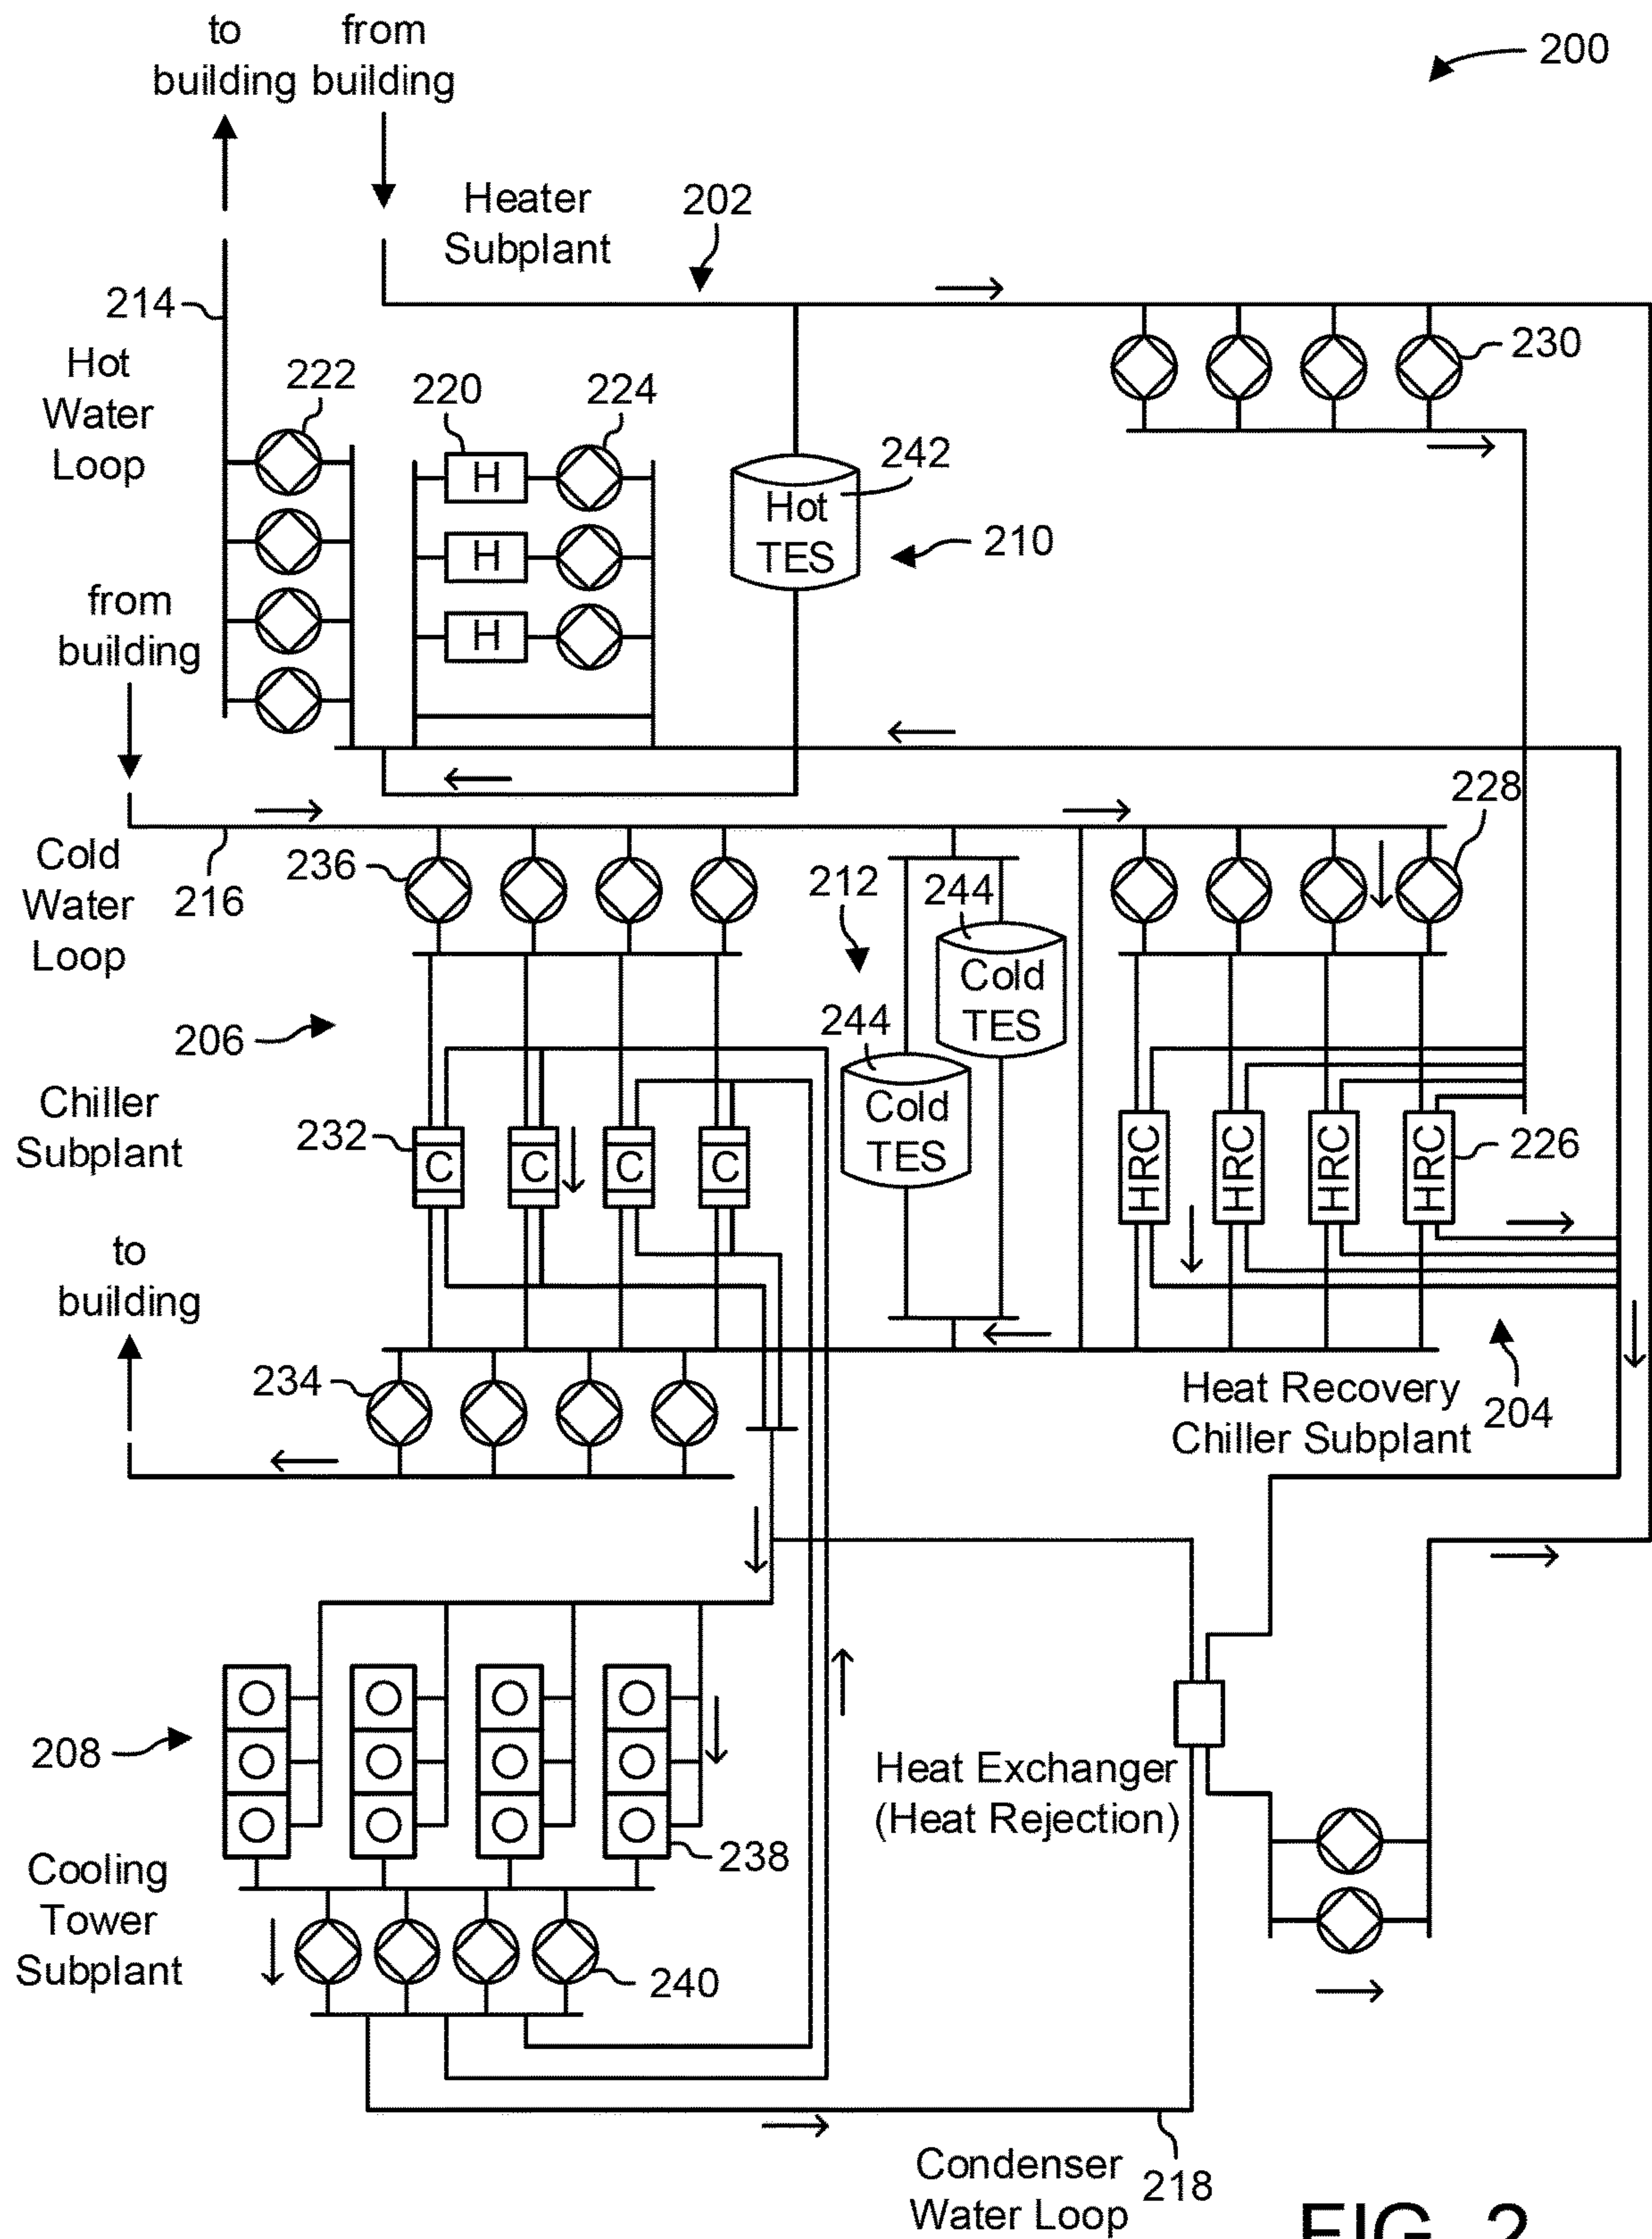 to
building
from
building
200
Heater
Subplant
202
214
Hot
Water
Loop
222
220
224
230
H
H
H
Hot
TES
242
210
from
building
228
Cold
Water
Loop
216
236
212
244
Cold
TES
244
Cold
TES
206
Chiller
Subplant
232
C
C
C
C
HRC
HRC
HRC
HRC
226
to
building
234
Heat Recovery
Chiller Subplant
204
208
Heat Exchanger
(Heat Rejection)
238
Cooling
Tower
Subplant
240
Condenser
Water Loop
218
FIG. 2